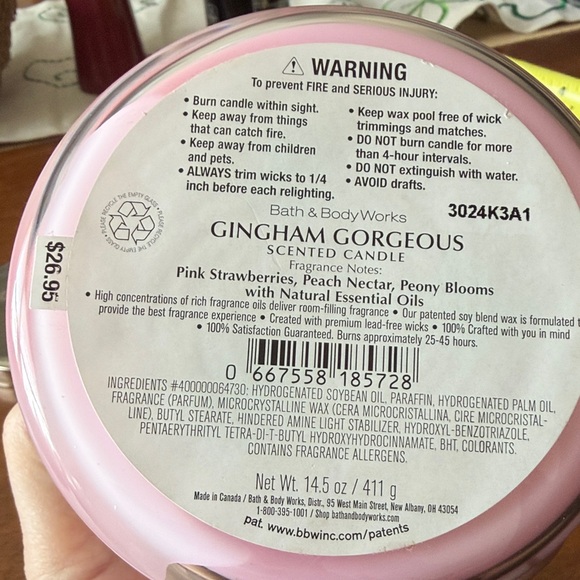 ⚠ WARNING
To prevent FIRE and SERIOUS INJURY:
• Burn candle within sight.
• Keep away from things
that can catch fire.
• Keep away from children
and pets.
• ALWAYS trim wicks to 1/4
inch before each relighting.
• Keep wax pool free of wick
trimmings and matches.
• DO NOT burn candle for more
than 4-hour intervals.
• DO NOT extinguish with water.
• AVOID drafts.
PLEASE RECYCLE THE EMPTY GLASS • PLEASE RECYCLE THE EMPTY GLASS •
Bath & Body Works
3024K3A1
GINGHAM GORGEOUS
SCENTED CANDLE
Fragrance Notes:
Pink Strawberries, Peach Nectar, Peony Blooms
with Natural Essential Oils
$26.95
• High concentrations of rich fragrance oils deliver room-filling fragrance • Our patented soy blend wax is formulated t
provide the best fragrance experience • Created with premium lead-free wicks • 100% Crafted with you in mind
• 100% Satisfaction Guaranteed. Burns approximately 25-45 hours.
0 667558 185728
INGREDIENTS #400000064730: HYDROGENATED SOYBEAN OIL, PARAFFIN, HYDROGENATED PALM OIL,
FRAGRANCE (PARFUM), MICROCRYSTALLINE WAX (CERA MICROCRISTALLINA, CIRE MICROCRISTAL-
LINE), BUTYL STEARATE, HINDERED AMINE LIGHT STABILIZER, HYDROXYL-BENZOTRIAZOLE,
PENTAERYTHRITYL TETRA-DI-T-BUTYL HYDROXYHYDROCINNAMATE, BHT, COLORANTS.
CONTAINS FRAGRANCE ALLERGENS.
Net Wt. 14.5 oz / 411 g
Made in Canada / Bath & Body Works, Distr., 95 West Main Street, New Albany, OH 43054
1-800-395-1001 / Shop bathandbodyworks.com
pat. www.bbwinc.com/patents